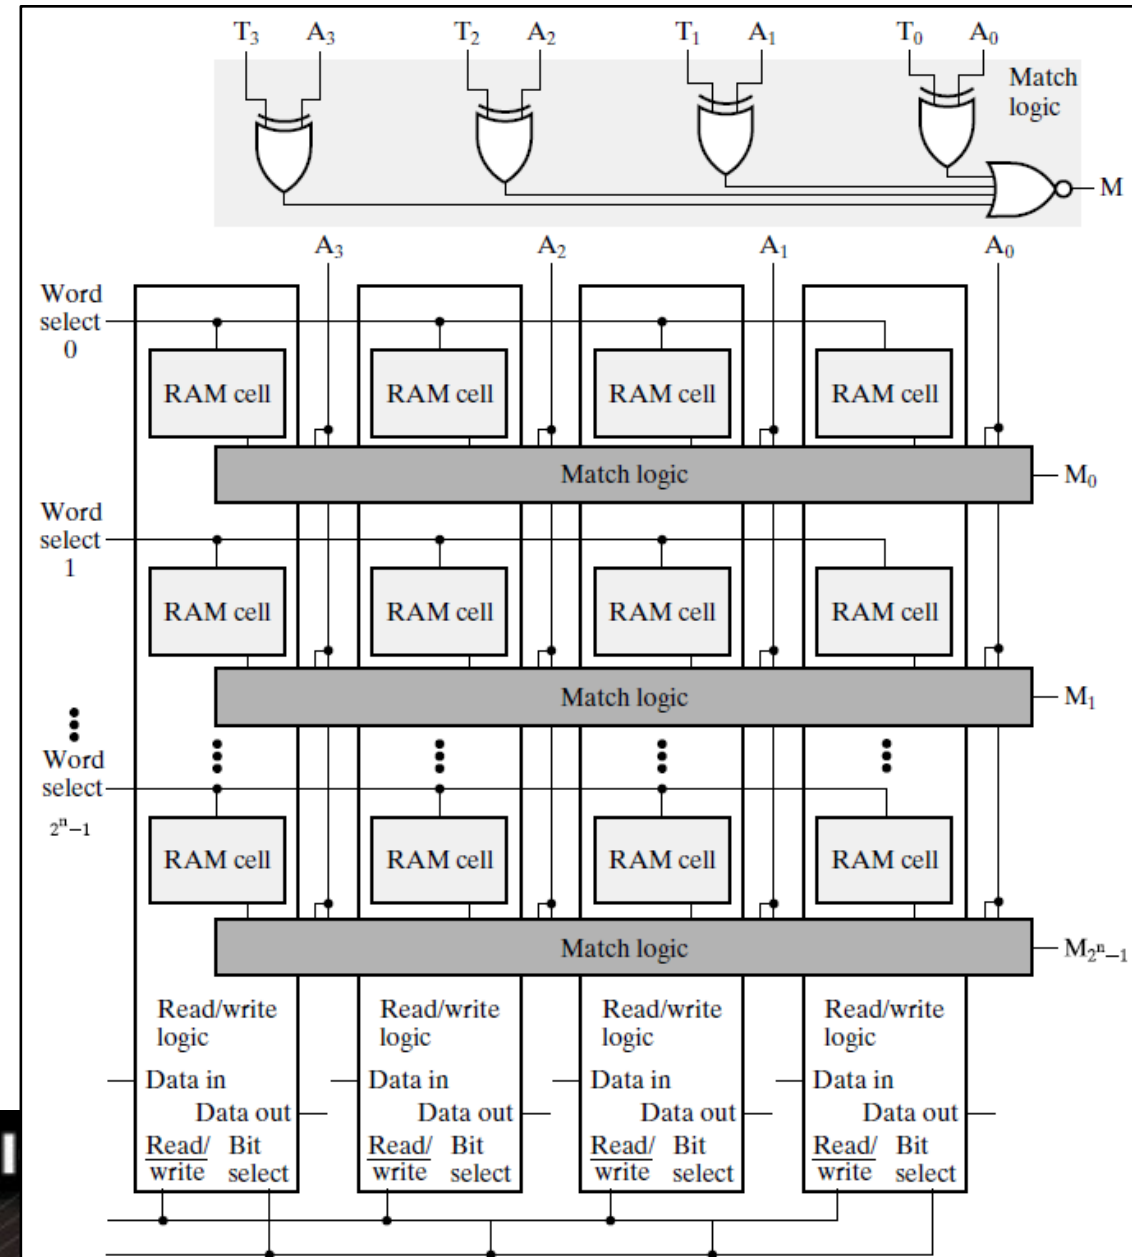 T₃ A₃ T₂ A₂ T₁ A₁ T₀ A₀
Match
logic
M
A₃ A₂ A₁ A₀
Word
select
0
RAM cell RAM cell RAM cell RAM cell
Match logic M₀
Word
select
1
RAM cell RAM cell RAM cell RAM cell
Match logic M₁
Word
select
2ⁿ−1
RAM cell RAM cell RAM cell RAM cell
Match logic M₂ⁿ−1
Read/write Read/write Read/write Read/write
logic logic logic logic
Data in Data in Data in Data in
Data out Data out Data out Data out
Read/ Bit Read/ Bit Read/ Bit Read/ Bit
write select write select write select write select